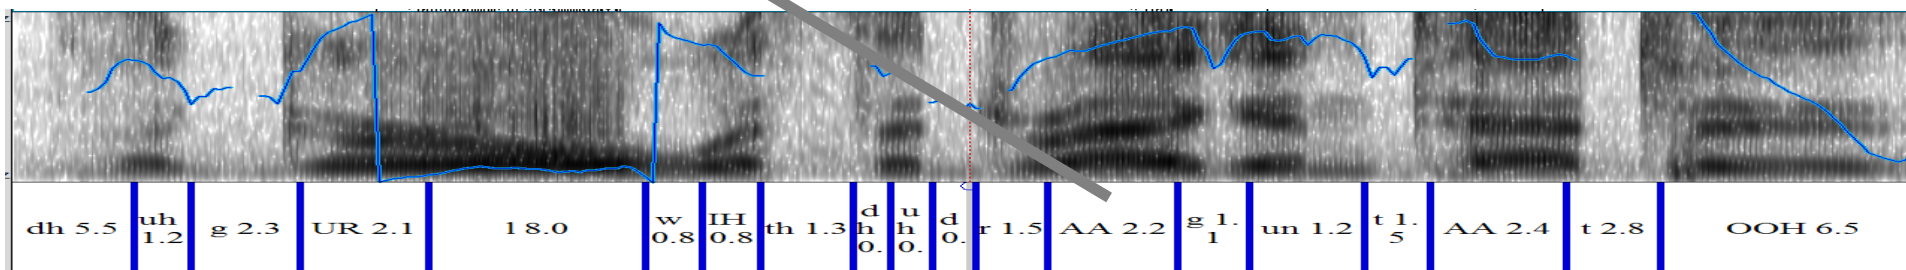 dh 5.5
uh
1.2
g 2.3
UR 2.1
l 8.0
w
0.8
IH
0.8
th 1.3
d
h
0.
u
h
0.
d
0.
r 1.5
AA 2.2
g 1.
1
un 1.2
t 1.
5
AA 2.4
t 2.8
OOH 6.5